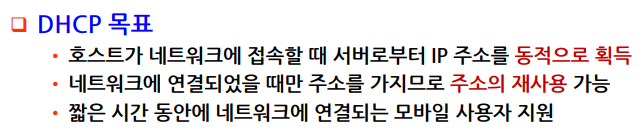 ❑ DHCP 목표
• 호스트가 네트워크에 접속할 때 서버로부터 IP 주소를 동적으로 획득
• 네트워크에 연결되었을 때만 주소를 가지므로 주소의 재사용 가능
• 짧은 시간 동안에 네트워크에 연결되는 모바일 사용자 지원